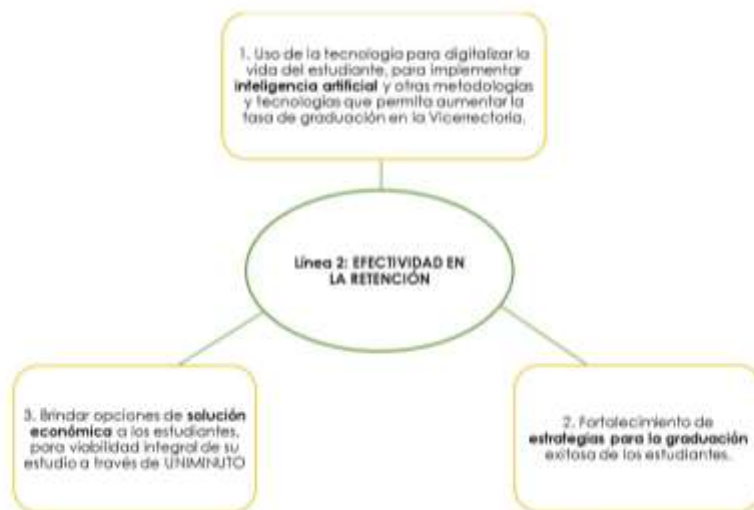 1. Uso de la tecnología para digitalizar la
vida del estudiante, para implementar
inteligencia artificial y otras metodologías
y tecnologías que permita aumentar la
tasa de graduación en la Vicerrectoría.
Línea 2: EFECTIVIDAD EN
LA RETENCIÓN
3. Brindar opciones de solución
económica a los estudiantes,
para viabilidad integral de su
estudio a través de UNIMINUTO
2. Fortalecimiento de
estrategias para la graduación
exitosa de los estudiantes.